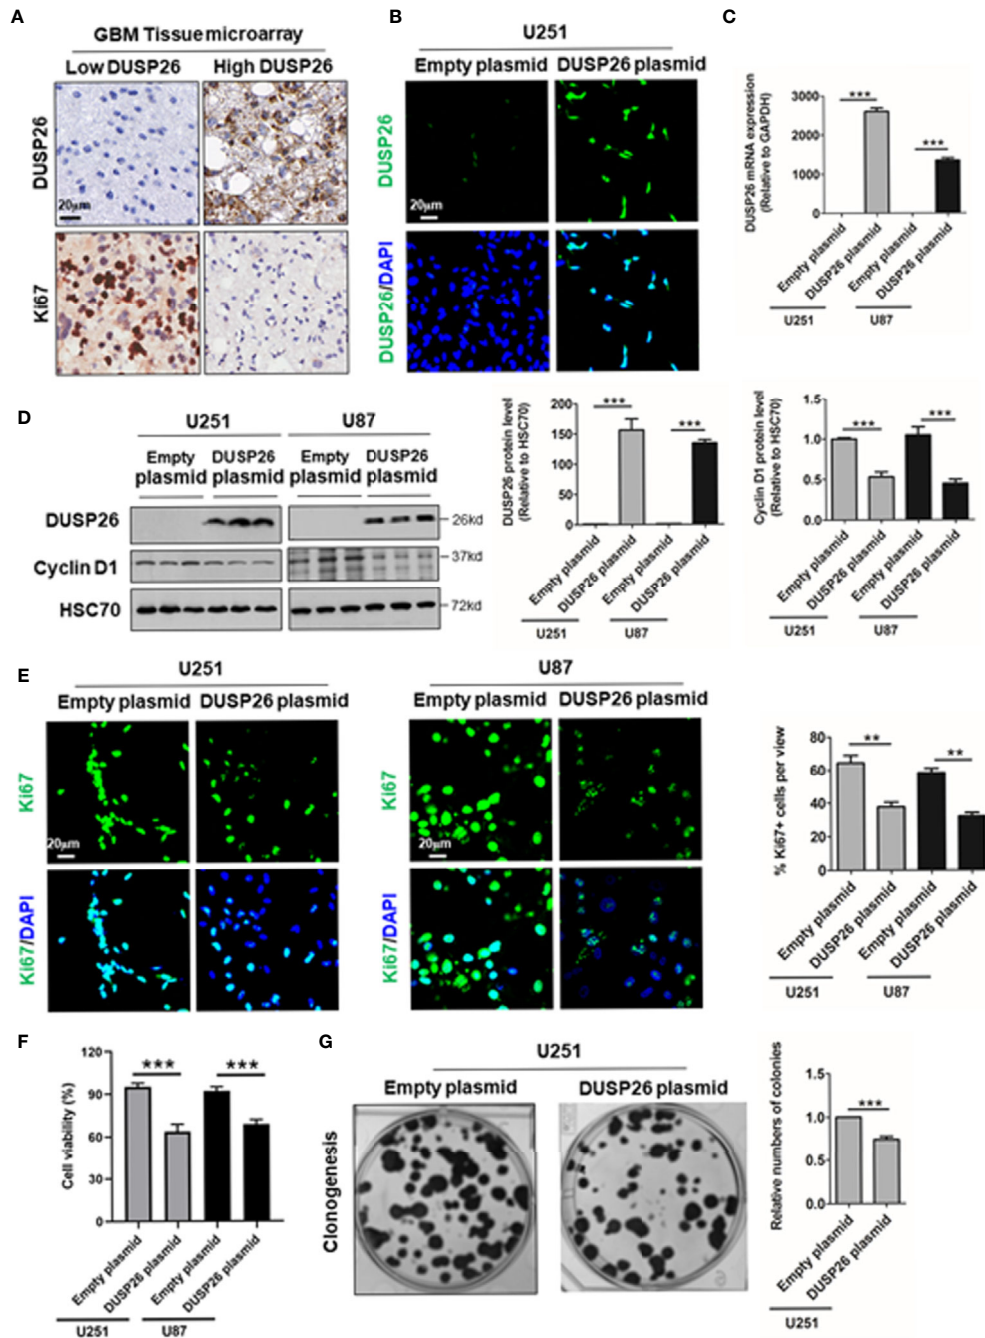 A
GBM Tissue microarray
Low DUSP26 High DUSP26
DUSP26
20μm
Ki67
B
U251
Empty plasmid DUSP26 plasmid
DUSP26
20μm
DUSP26/DAPI
C
DUSP26 mRNA expression
(Relative to GAPDH)
3000
2000
1000
0
*** ***
Empty plasmid
DUSP26 plasmid
Empty plasmid
DUSP26 plasmid
U251 U87
D
U251 U87
Empty plasmid DUSP26 plasmid Empty plasmid DUSP26 plasmid
DUSP26 26kd
Cyclin D1 37kd
HSC70 72kd
DUSP26 protein level
(Relative to HSC70)
200
150
100
50
0
*** ***
Empty plasmid
DUSP26 plasmid
Empty plasmid
DUSP26 plasmid
U251 U87
Cyclin D1 protein level
(Relative to HSC70)
1.5
1.0
0.5
0.0
*** ***
Empty plasmid
DUSP26 plasmid
Empty plasmid
DUSP26 plasmid
U251 U87
E
U251
Empty plasmid DUSP26 plasmid
Ki67
20μm
Ki67/DAPI
U87
Empty plasmid DUSP26 plasmid
Ki67
20μm
Ki67/DAPI
% Ki67+ cells per view
80
60
40
20
0
** **
Empty plasmid
DUSP26 plasmid
Empty plasmid
DUSP26 plasmid
U251 U87
F
Cell viability (%)
120
90
60
30
0
*** ***
Empty plasmid
DUSP26 plasmid
Empty plasmid
DUSP26 plasmid
U251 U87
G
U251
Empty plasmid DUSP26 plasmid
Clonogenesis
Relative numbers of colonies
1.5
1.0
0.5
0.0
***
Empty plasmid
DUSP26 plasmid
U251